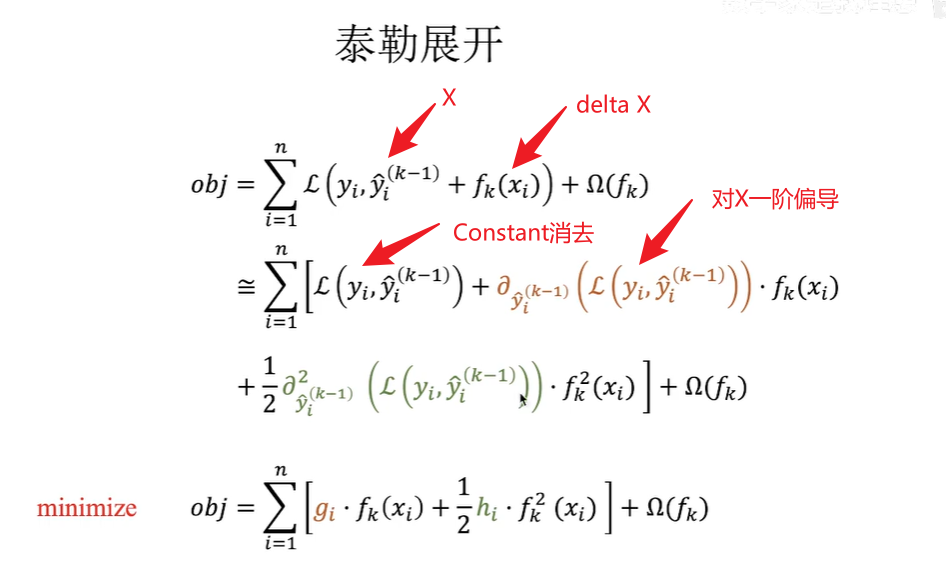 泰勒展开
X
delta X
obj = \sum_{i=1}^{n} \mathcal{L}\left(y_i, \hat{y}_i^{(k-1)} + f_k(x_i)\right) + \Omega(f_k)
对X一阶偏导
Constant消去
\cong \sum_{i=1}^{n} \left[ \mathcal{L}\left(y_i, \hat{y}_i^{(k-1)}\right) + \partial_{\hat{y}_i^{(k-1)}} \left( \mathcal{L}\left(y_i, \hat{y}_i^{(k-1)}\right) \right) \cdot f_k(x_i) \right.
\left. + \frac{1}{2} \partial^2_{\hat{y}_i^{(k-1)}} \left( \mathcal{L}\left(y_i, \hat{y}_i^{(k-1)}\right) \right) \cdot f_k^2(x_i) \right] + \Omega(f_k)
minimize obj = \sum_{i=1}^{n} \left[ g_i \cdot f_k(x_i) + \frac{1}{2} h_i \cdot f_k^2(x_i) \right] + \Omega(f_k)